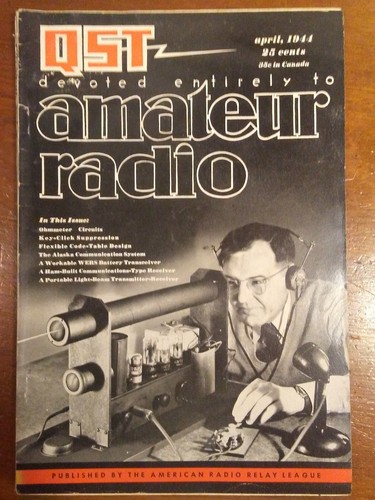 QST
april, 1944
25 cents
35c in Canada
devoted entirely to
amateur
radio
In This Issue:
Ohmmeter Circuits
Key-Click Suppression
Flexible Code-Table Design
The Alaska Communication System
A Workable WERS Battery Transceiver
A Ham-Built Communications-Type Receiver
A Portable Light-Beam Transmitter-Receiver
PUBLISHED BY THE AMERICAN RADIO RELAY LEAGUE